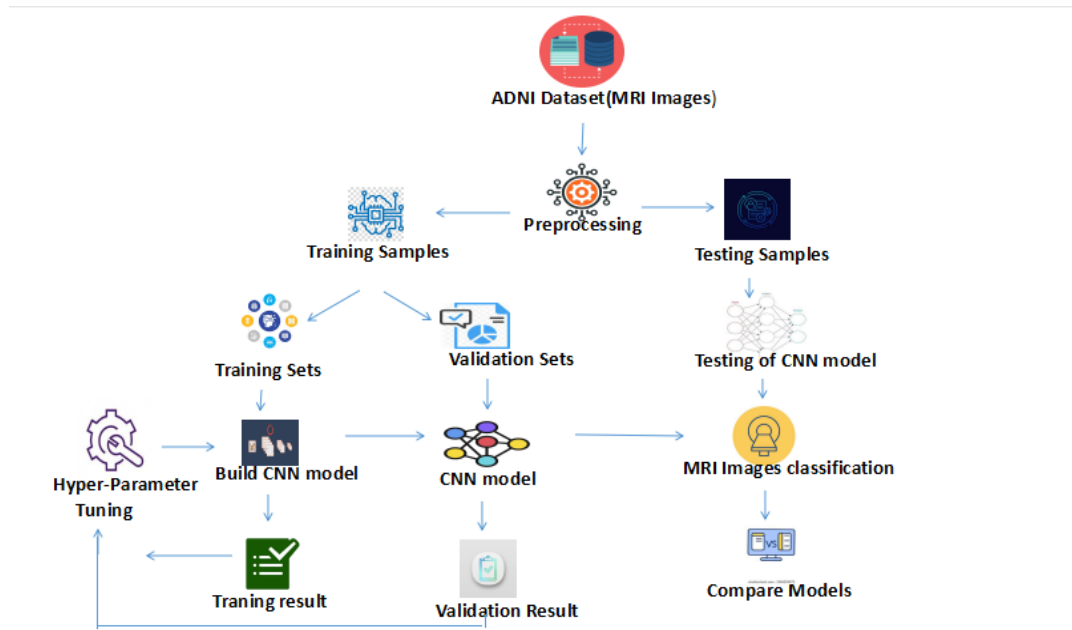 ADNI Dataset(MRI Images)
Preprocessing
Training Samples
Testing Samples
Training Sets
Validation Sets
Testing of CNN model
Hyper-Parameter
Tuning
Build CNN model
CNN model
MRI Images classification
VS
Traning result
Validation Result
Compare Models